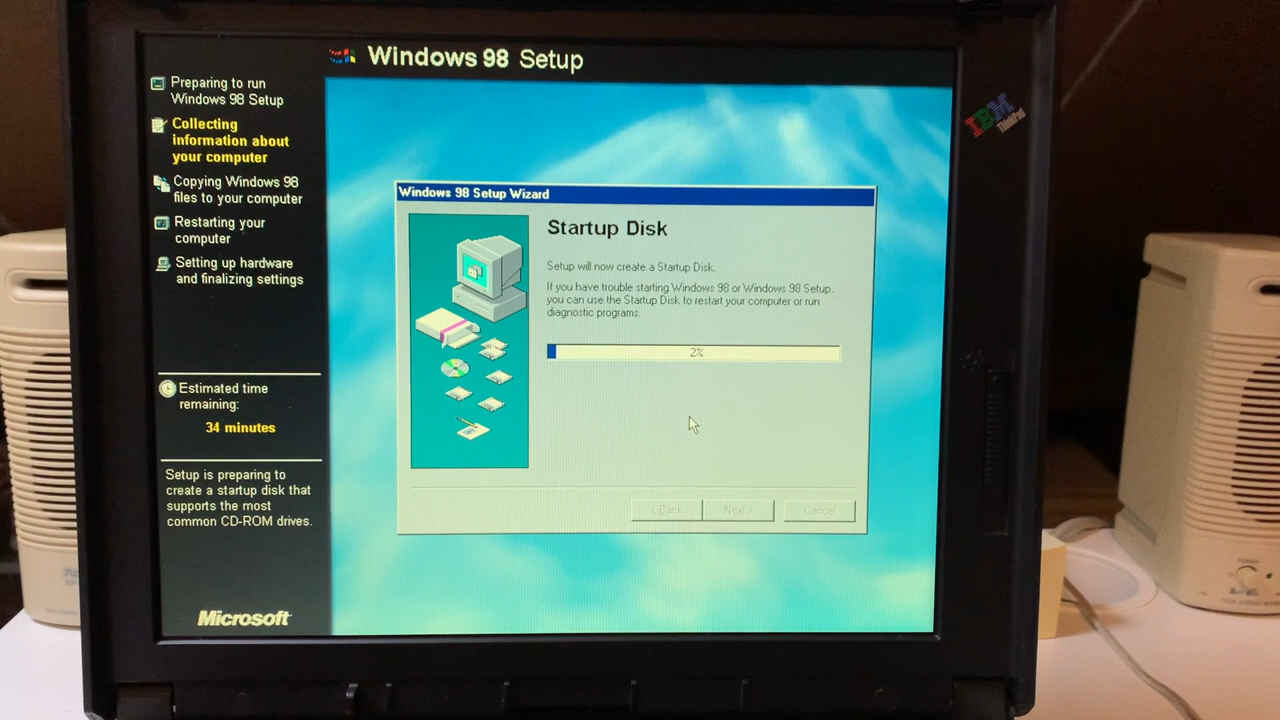 Windows 98 Setup
Preparing to run
Windows 98 Setup
Collecting
information about
your computer
Copying Windows 98
files to your computer
Restarting your
computer
Setting up hardware
and finalizing settings
Estimated time
remaining:
34 minutes
Setup is preparing to
create a startup disk that
supports the most
common CD-ROM drives.
Microsoft
Windows 98 Setup Wizard
Startup Disk
Setup will now create a Startup Disk.
If you have trouble starting Windows 98 or Windows 98 Setup,
you can use the Startup Disk to restart your computer or run
diagnostic programs.
2%
< Back
Next >
Cancel
IBM
ThinkPad
POWER